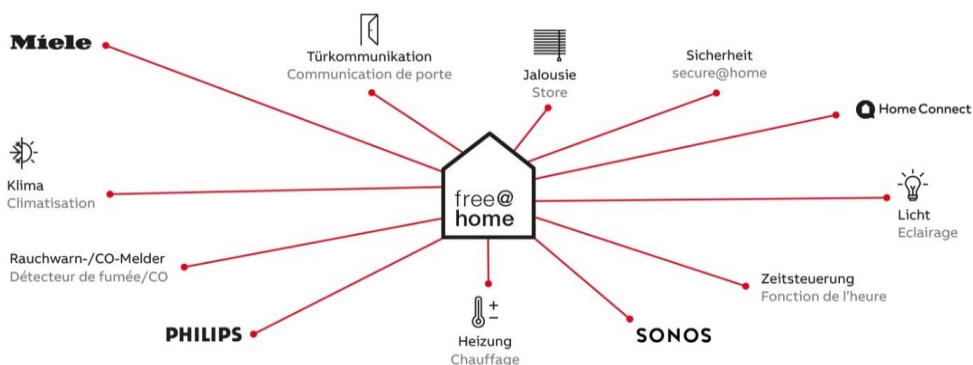 Miele
Türkommunikation
Communication de porte
Jalousie
Store
Sicherheit
secure@home
Home Connect
Klima
Climatisation
free@
home
Licht
Eclairage
Rauchwarn-/CO-Melder
Détecteur de fumée/CO
Zeitsteuerung
Fonction de l'heure
PHILIPS
Heizung
Chauffage
SONOS